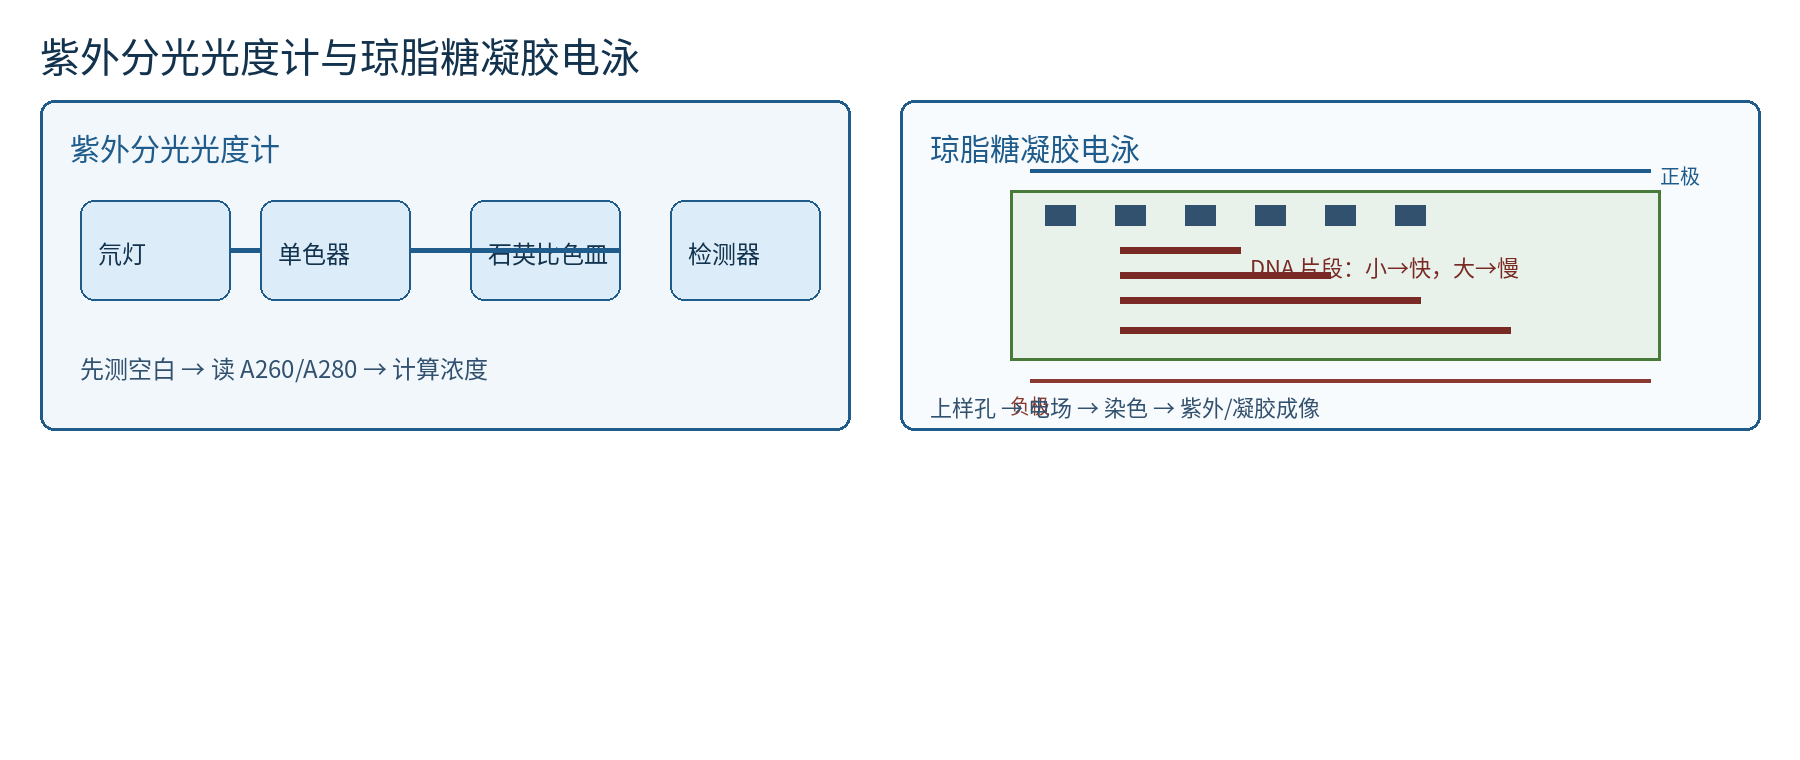 紫外分光光度计与琼脂糖凝胶电泳
紫外分光光度计
氘灯
单色器
石英比色皿
检测器
先测空白 → 读 A260/A280 → 计算浓度
琼脂糖凝胶电泳
正极
DNA 片段：小→快，大→慢
负极
上样孔 → 电场 → 染色 → 紫外/凝胶成像